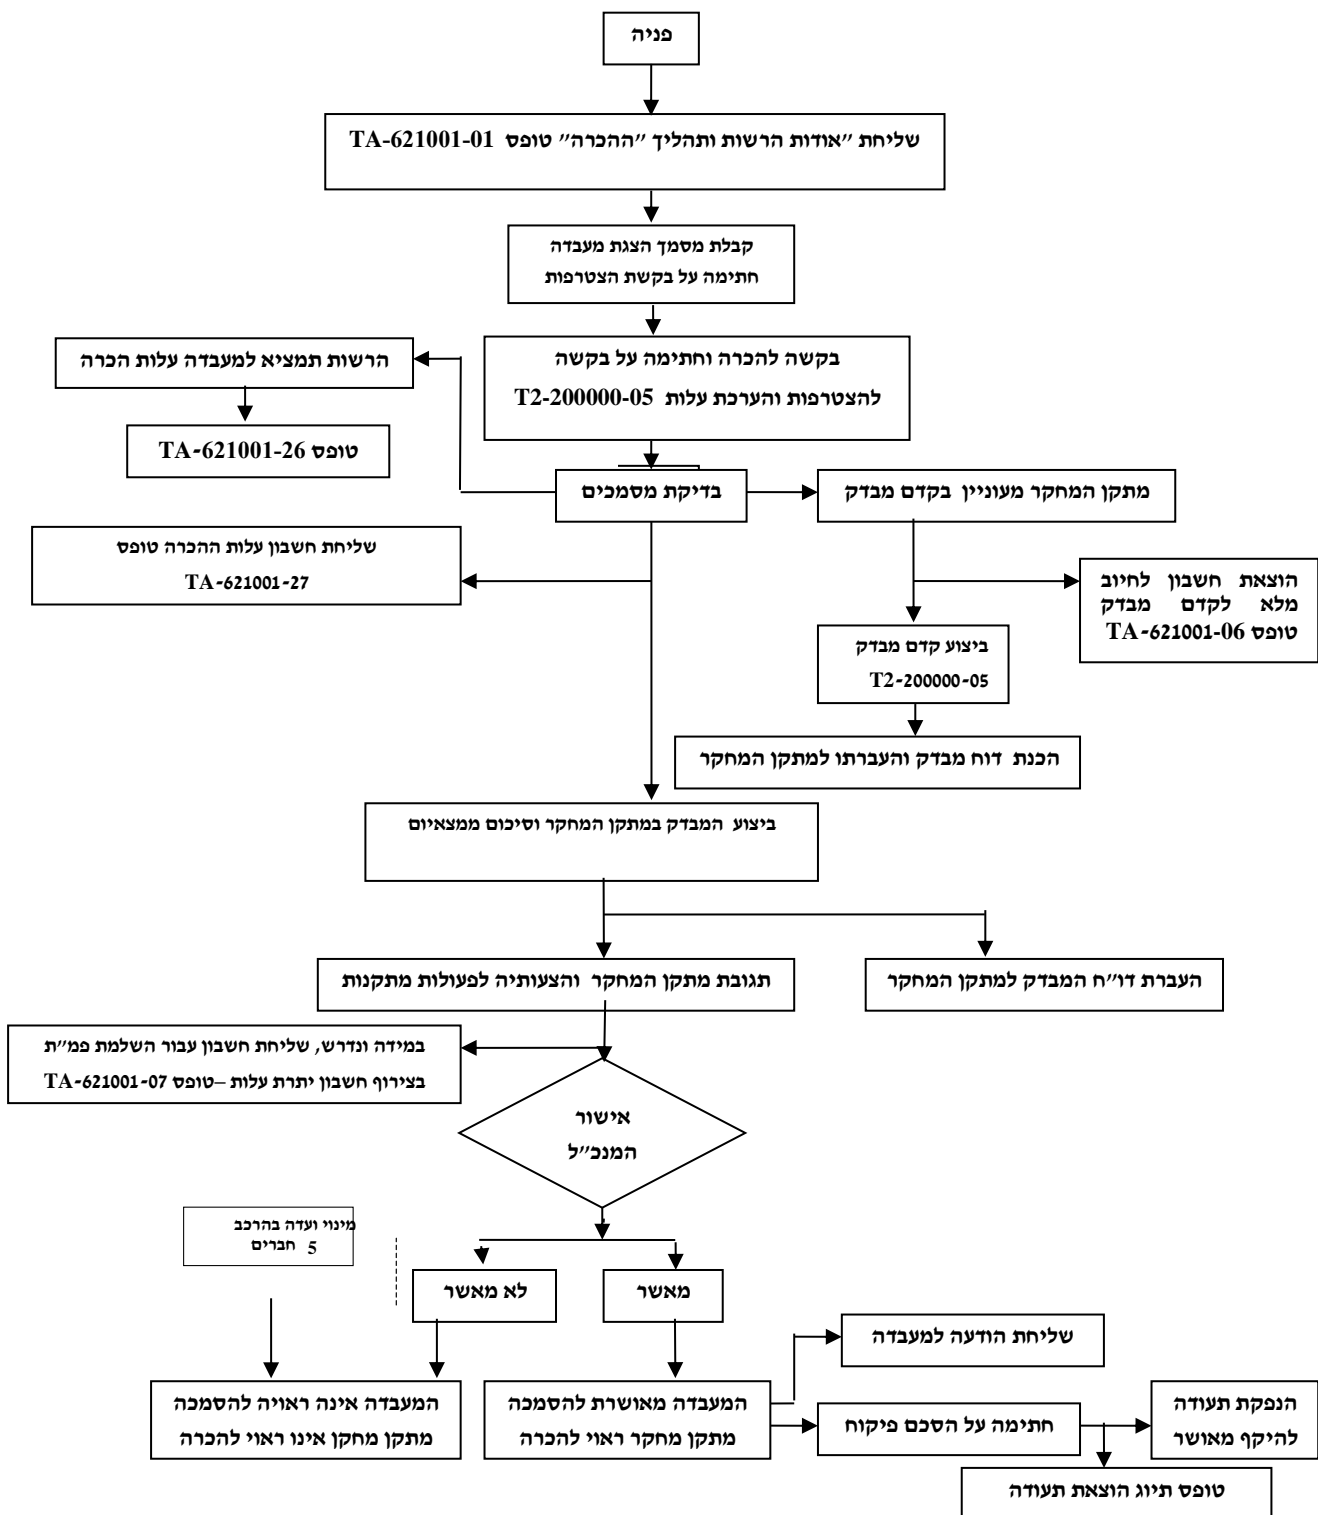 פניה
שליחת "אודות הרשות ותהליך "ההכרה" טופס TA-621001-01
קבלת מסמך הצגת מעבדה
חתימה על בקשת הצטרפות
בקשה להכרה וחתימה על בקשה
להצטרפות והערכת עלות T2-200000-05
הרשות תמציא למעבדה עלות הכרה
טופס TA-621001-26
בדיקת מסמכים
מתקן המחקר מעוניין בקדם מבדק
שליחת חשבון עלות ההכרה טופס
TA-621001-27
הוצאת חשבון לחיוב
מלא לקדם מבדק
טופס TA-621001-06
ביצוע קדם מבדק
T2-200000-05
הכנת דוח מבדק והעברתו למתקן המחקר
ביצוע המבדק במתקן המחקר וסיכום ממצאיום
תגובת מתקן המחקר והצעותיה לפעולות מתקנות
העברת דו"ח המבדק למתקן המחקר
במידה ונדרש, שליחת חשבון עבור השלמת פמ"ת
בצירוף חשבון יתרת עלות –טופס TA-621001-07
אישור
המנכ"ל
מינוי ועדה בהרכב
5 חברים
לא מאשר
מאשר
שליחת הודעה למעבדה
המעבדה אינה ראויה להסמכה
מתקן מחקן אינו ראוי להכרה
המעבדה מאושרת להסמכה
מתקן מחקר ראוי להכרה
חתימה על הסכם פיקוח
הנפקת תעודה
להיקף מאושר
טופס תיוג הוצאת תעודה